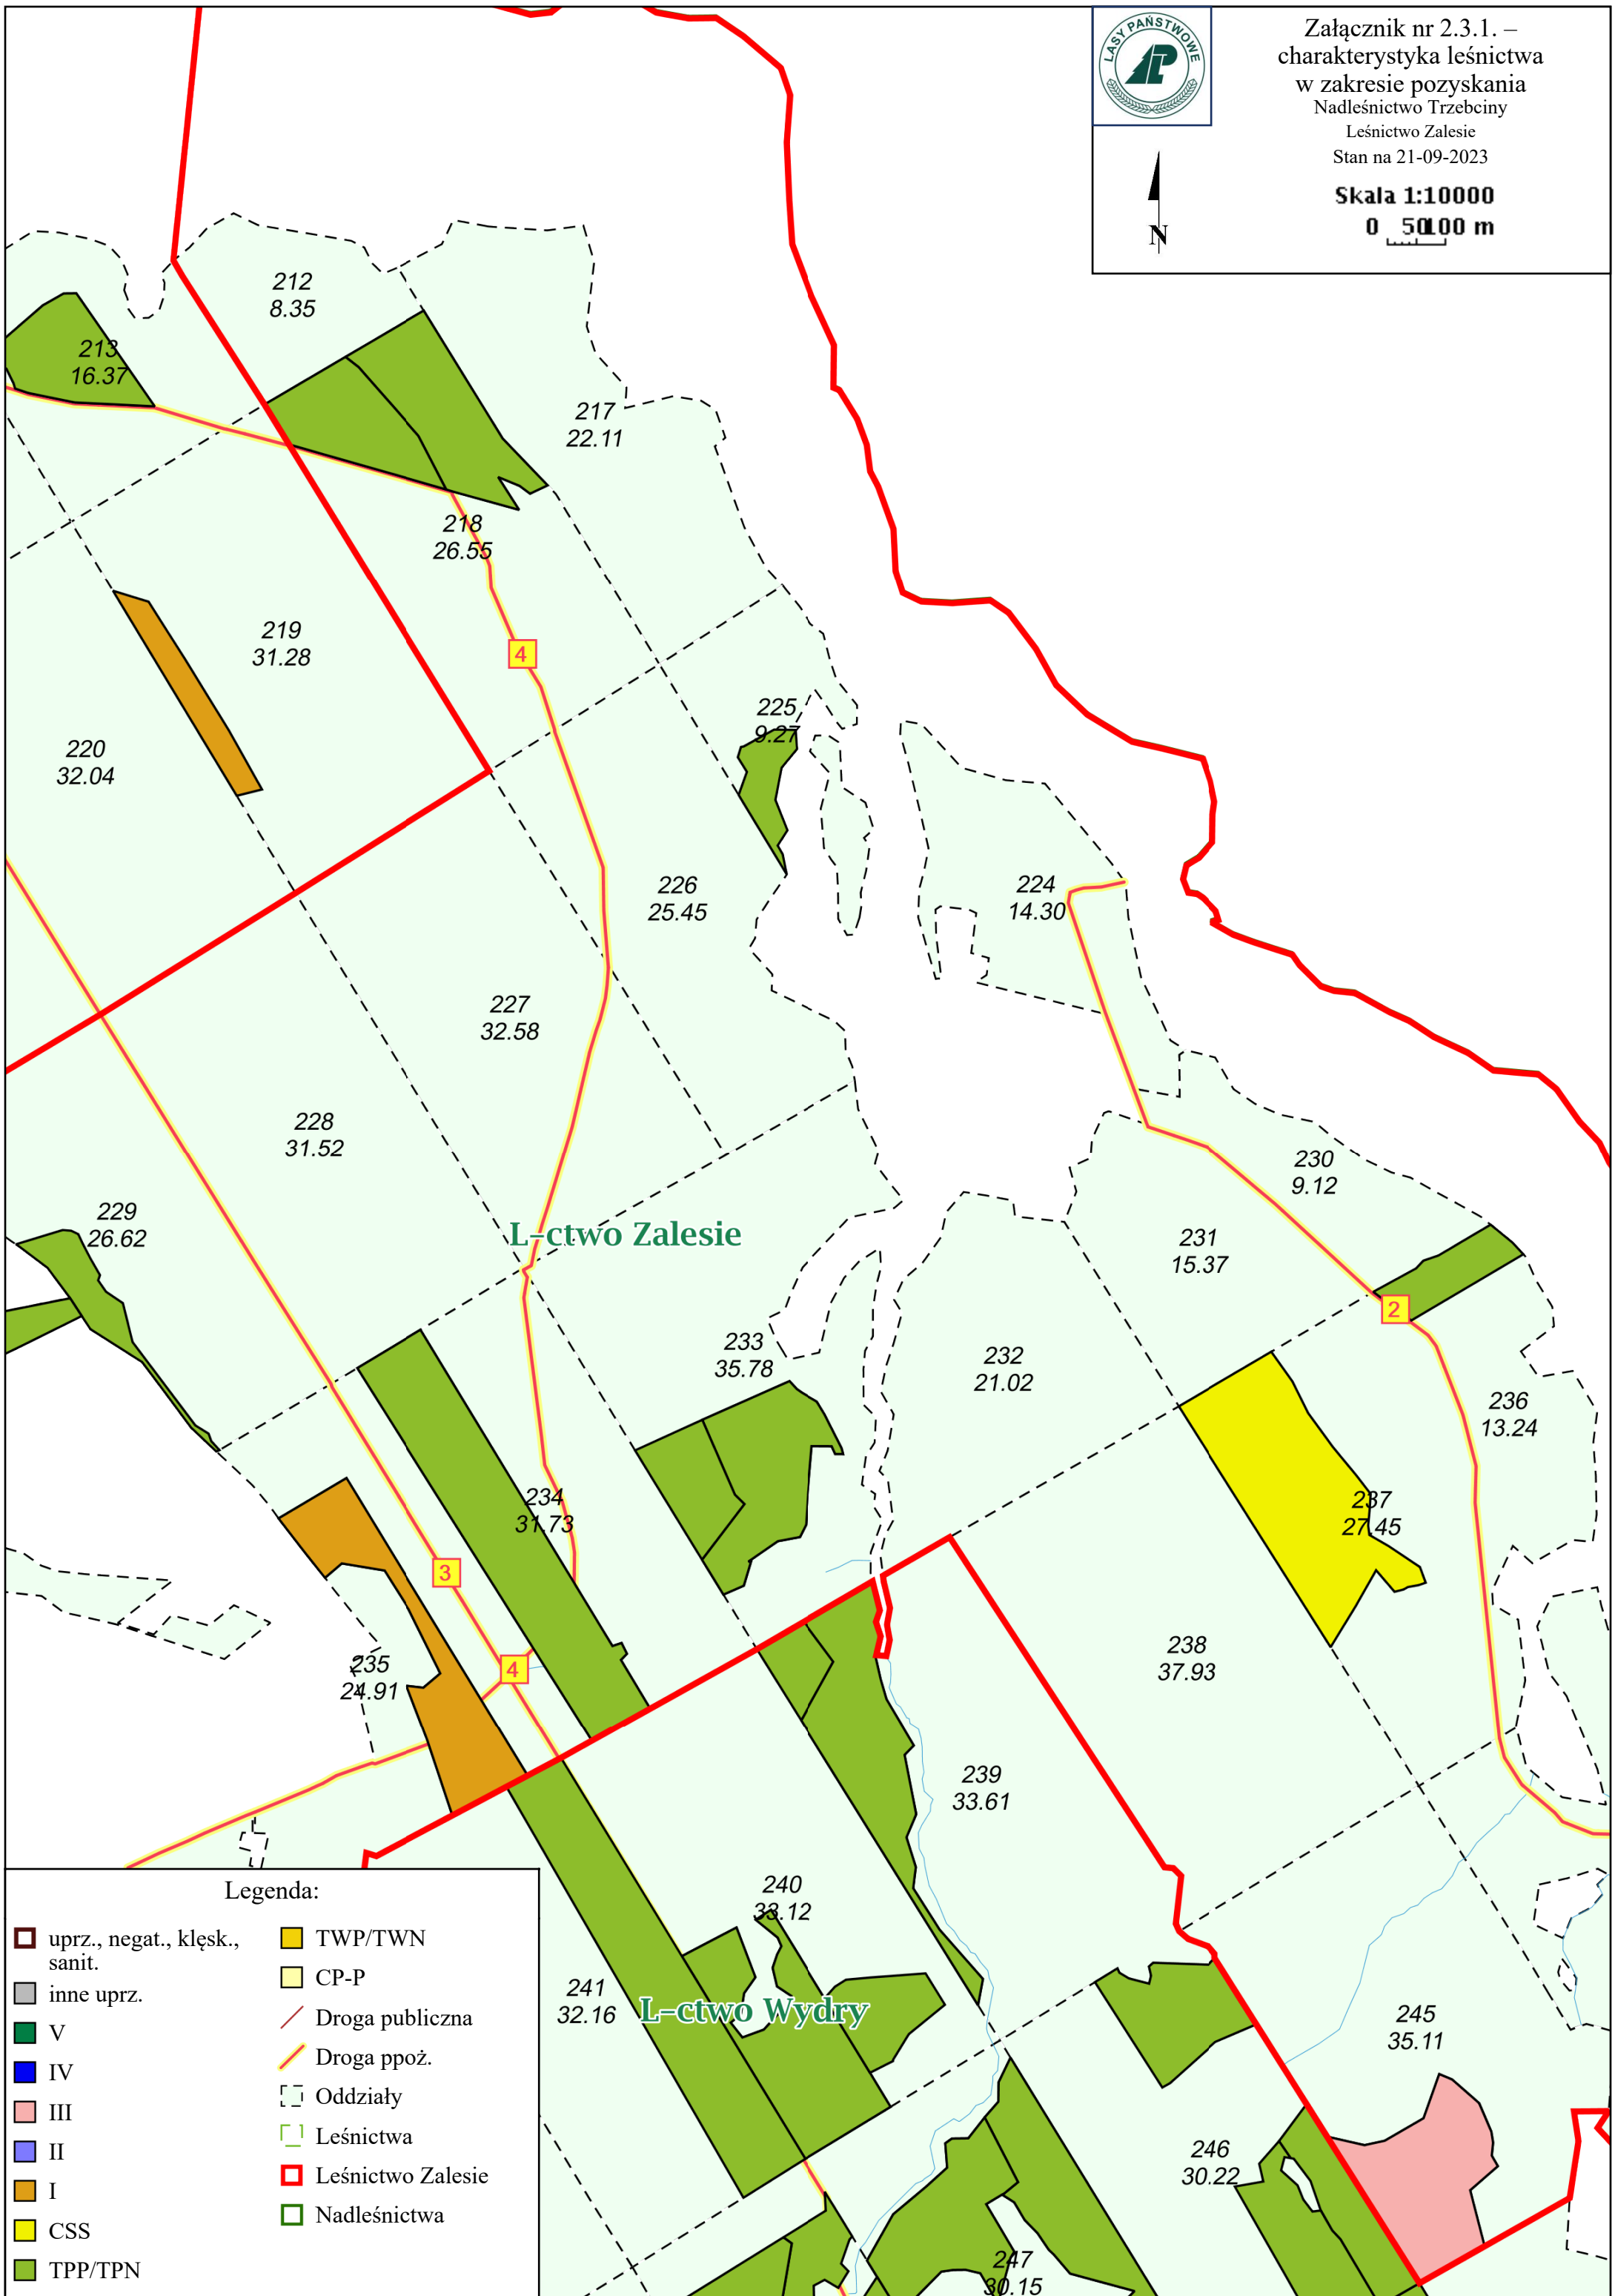 LASY PAŃSTWOWE
Załącznik nr 2.3.1. –
charakterystyka leśnictwa
w zakresie pozyskania
Nadleśnictwo Trzebciny
Leśnictwo Zalesie
Stan na 21-09-2023
Skala 1:10000
0 50100 m
N
212
8.35
213
16.37
217
22.11
218
26.55
219
31.28
4
225
9.27
220
32.04
226
25.45
224
14.30
227
32.58
228
31.52
230
9.12
229
26.62
L-ctwo Zalesie
231
15.37
2
233
35.78
232
21.02
236
13.24
234
31.73
237
27.45
3
238
37.93
235
24.91
4
239
33.61
240
33.12
241
32.16
L-ctwo Wydry
245
35.11
246
30.22
247
30.15
Legenda:
uprz., negat., klęsk.,
sanit.
inne uprz.
V
IV
III
II
I
CSS
TPP/TPN
TWP/TWN
CP-P
Droga publiczna
Droga ppoż.
Oddziały
Leśnictwa
Leśnictwo Zalesie
Nadleśnictwa